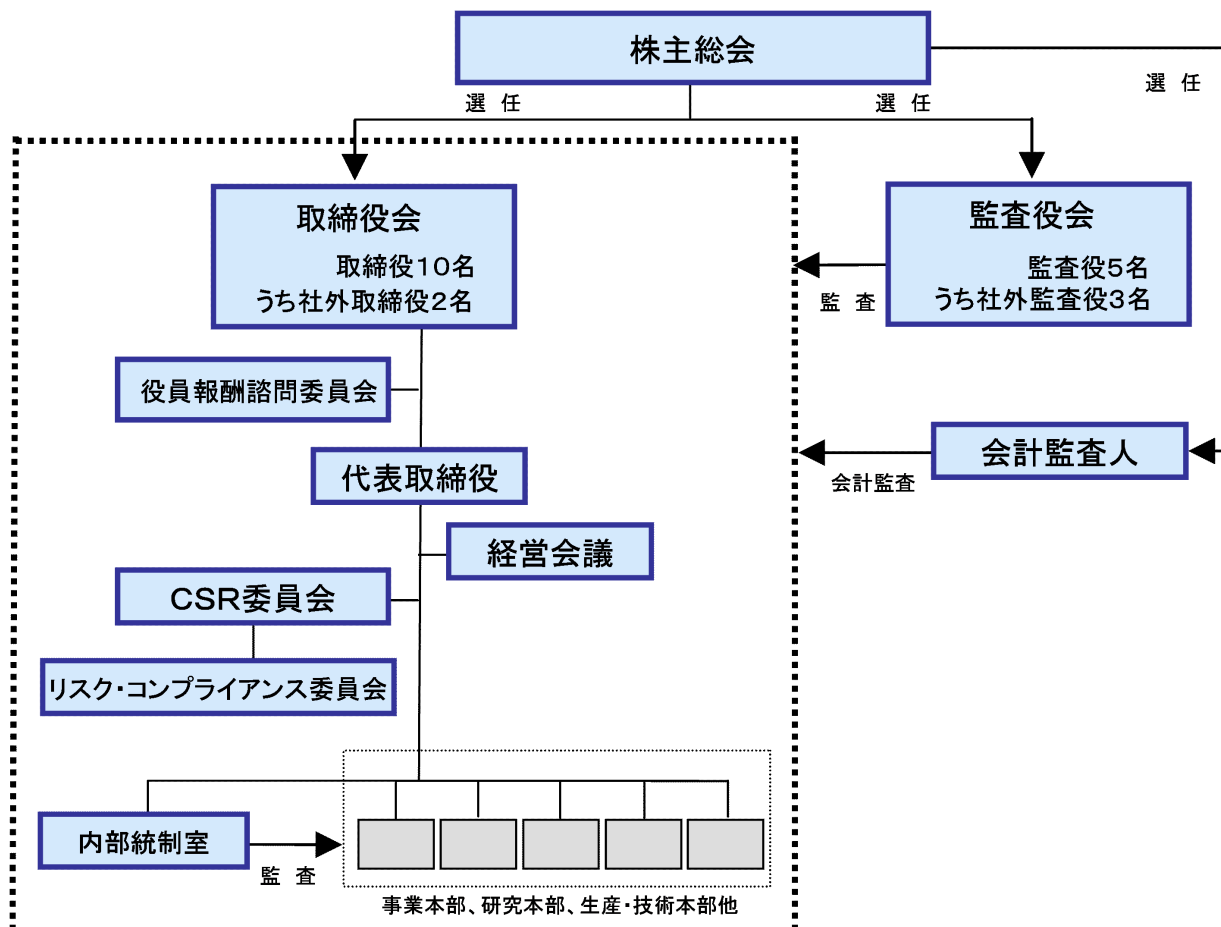 株主総会
選 任
選 任
選 任
取締役会
取締役10名
うち社外取締役2名
監査役会
監査役5名
うち社外監査役3名
監 査
役員報酬諮問委員会
代表取締役
会計監査人
会計監査
経営会議
CSR委員会
リスク・コンプライアンス委員会
内部統制室
監 査
事業本部、研究本部、生産・技術本部他